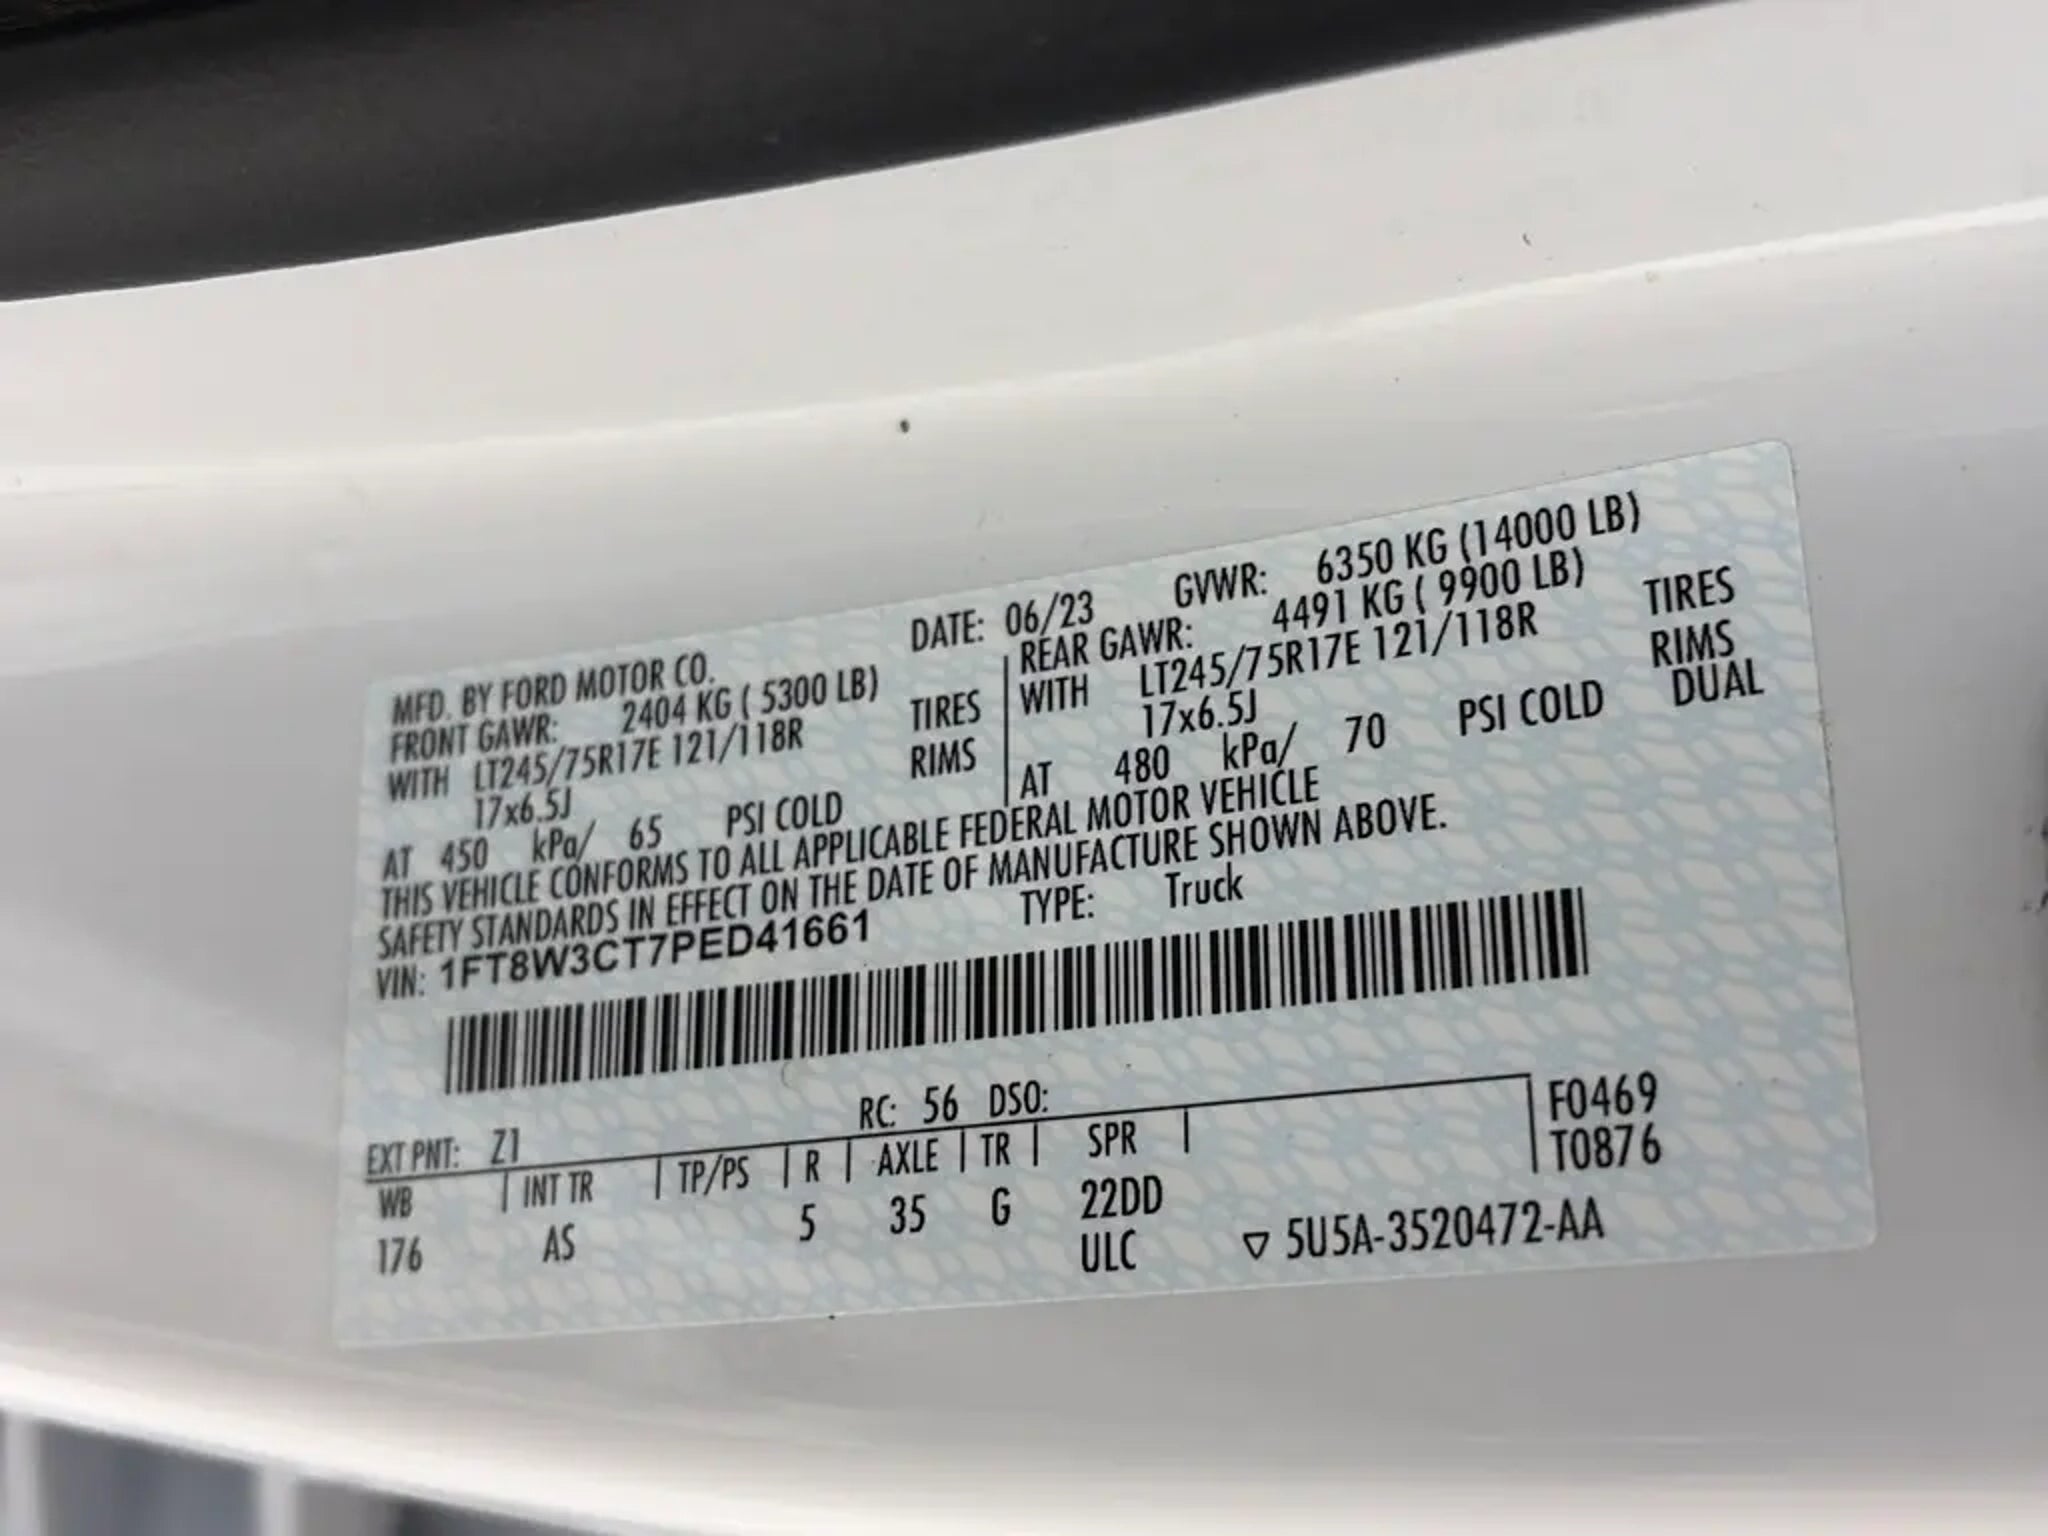 MFD. BY FORD MOTOR CO. DATE: 06/23 GVWR: 6350 KG (14000 LB)
FRONT GAWR: 2404 KG ( 5300 LB)
WITH LT245/75R17E 121/118R TIRES
17x6.5J RIMS
AT 450 kPa/ 65 PSI COLD
REAR GAWR: 4491 KG ( 9900 LB)
WITH LT245/75R17E 121/118R TIRES
17x6.5J RIMS
AT 480 kPa/ 70 PSI COLD DUAL
THIS VEHICLE CONFORMS TO ALL APPLICABLE FEDERAL MOTOR VEHICLE
SAFETY STANDARDS IN EFFECT ON THE DATE OF MANUFACTURE SHOWN ABOVE.
VIN: 1FT8W3CT7PED41661 TYPE: Truck
EXT PNT: Z1 RC: 56 DSO:
WB | INT TR | TP/PS | R | AXLE | TR | SPR |
176 AS 5 35 G 22DD
ULC
F0469
T0876
▽ 5U5A-3520472-AA